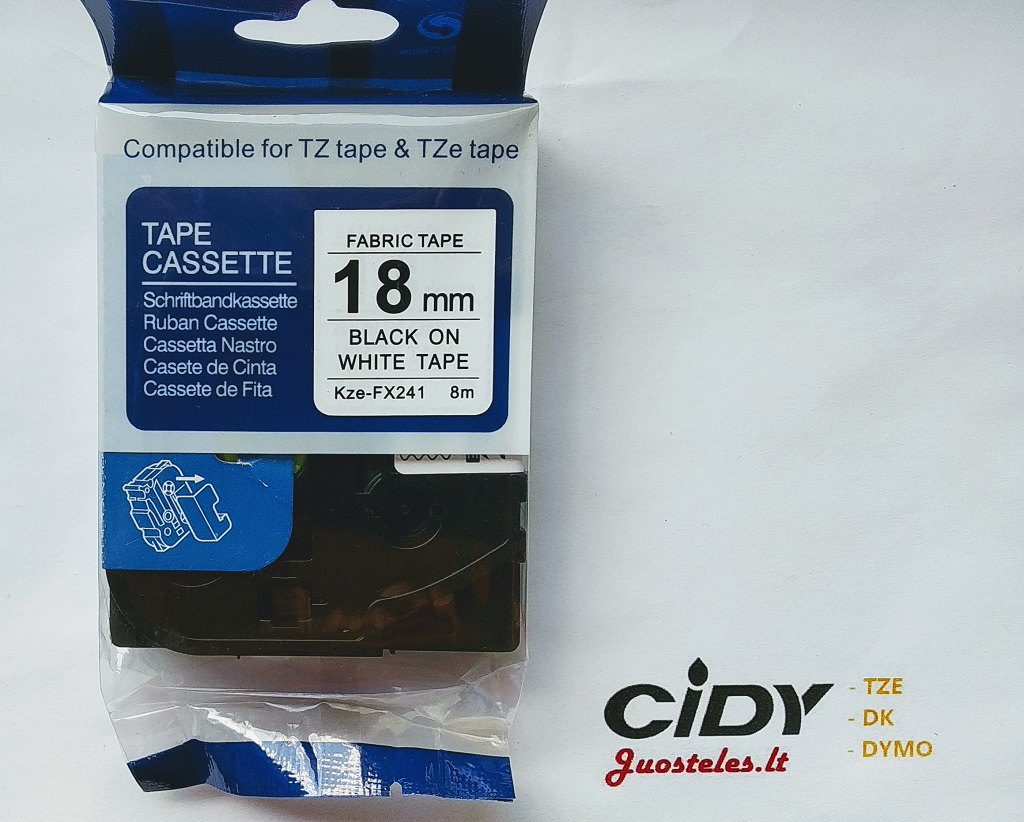 Compatible for TZ tape & TZe tape
TAPE
CASSETTE
Schriftbandkassette
Ruban Cassette
Cassetta Nastro
Casete de Cinta
Cassete de Fita
FABRIC TAPE
18 mm
BLACK ON
WHITE TAPE
Kze-FX241 8m
CiDY
Juosteles.lt
- TZE
- DK
- DYMO